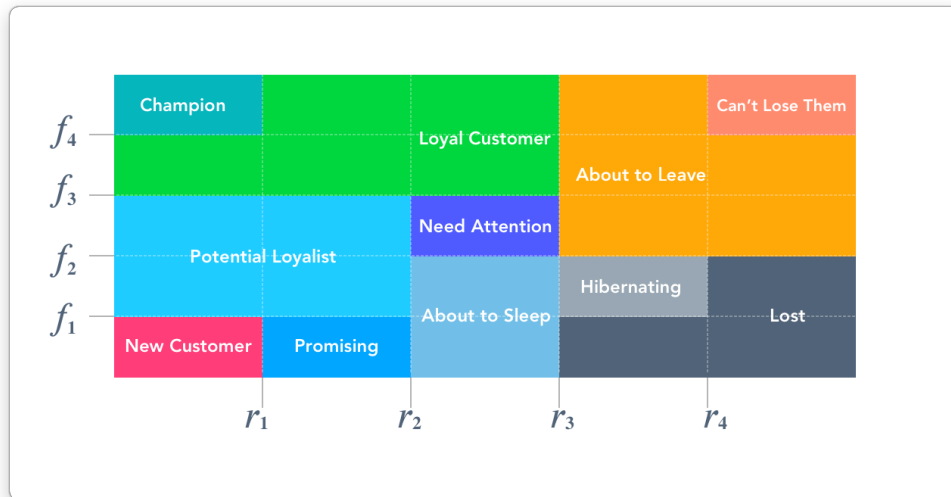 Champion
Can't Lose Them
f₄
Loyal Customer
About to Leave
f₃
Need Attention
f₂
Potential Loyalist
Hibernating
f₁
About to Sleep
Lost
New Customer
Promising
r₁
r₂
r₃
r₄